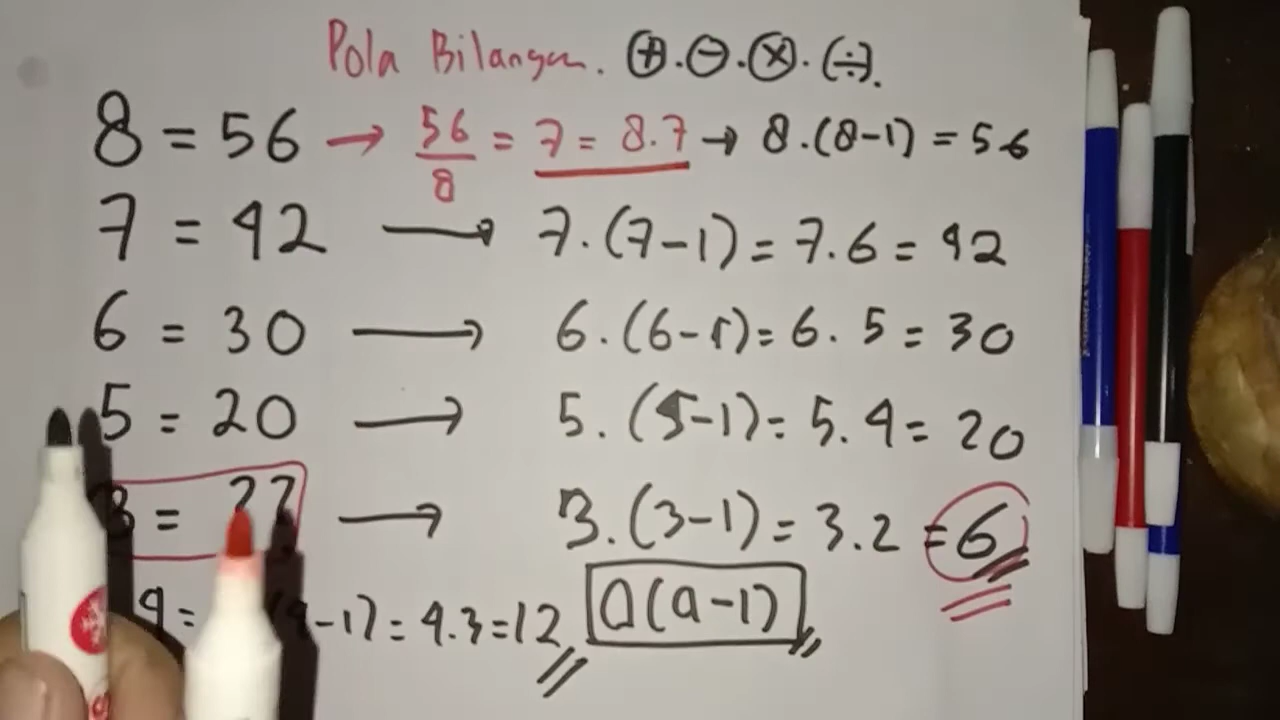 Pola Bilangan. ⊕.⊖.⊗.(÷).
8 = 56 → 56/8 = 7 = 8.7 → 8.(8-1) = 56
7 = 42 → 7.(7-1) = 7.6 = 42
6 = 30 → 6.(6-1) = 6.5 = 30
5 = 20 → 5.(5-1) = 5.4 = 20
3 = ?? → 3.(3-1) = 3.2 = 6
4 = -1) = 4.3 = 12 a(a-1)